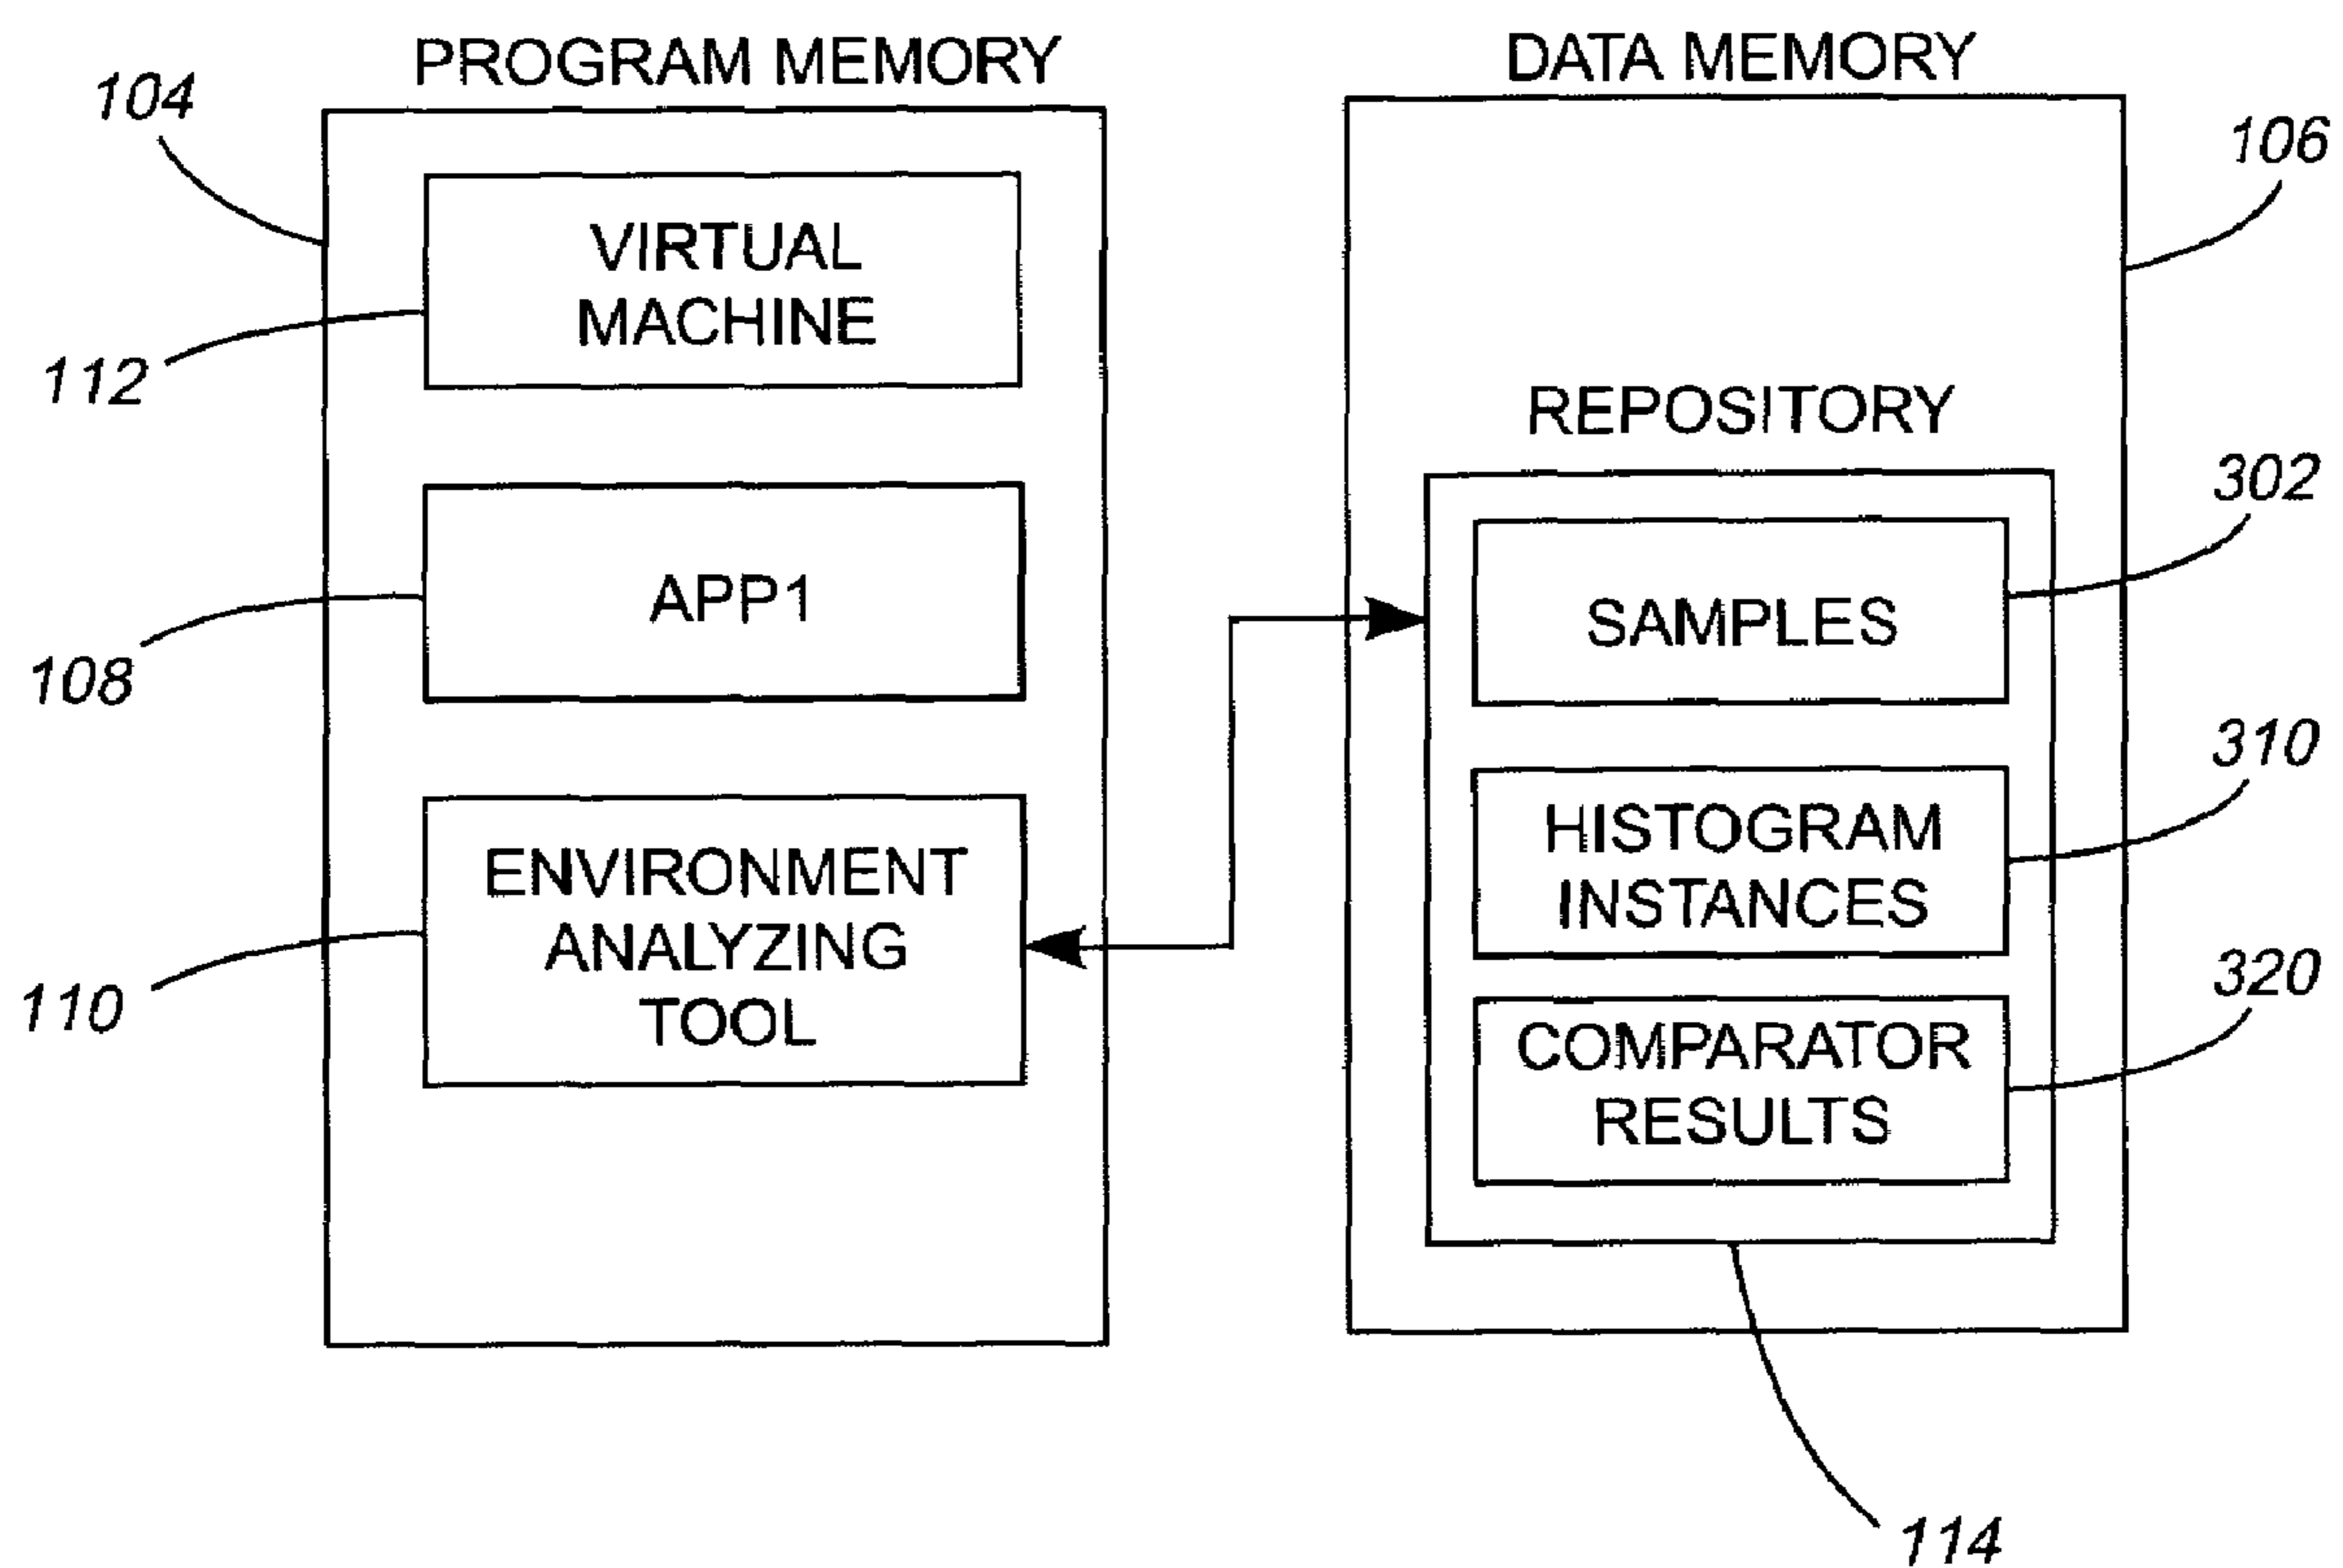 PROGRAM MEMORY
104
VIRTUAL
MACHINE
112
APP1
108
ENVIRONMENT
ANALYZING
TOOL
110
DATA MEMORY
106
REPOSITORY
302
SAMPLES
310
HISTOGRAM
INSTANCES
320
COMPARATOR
RESULTS
114